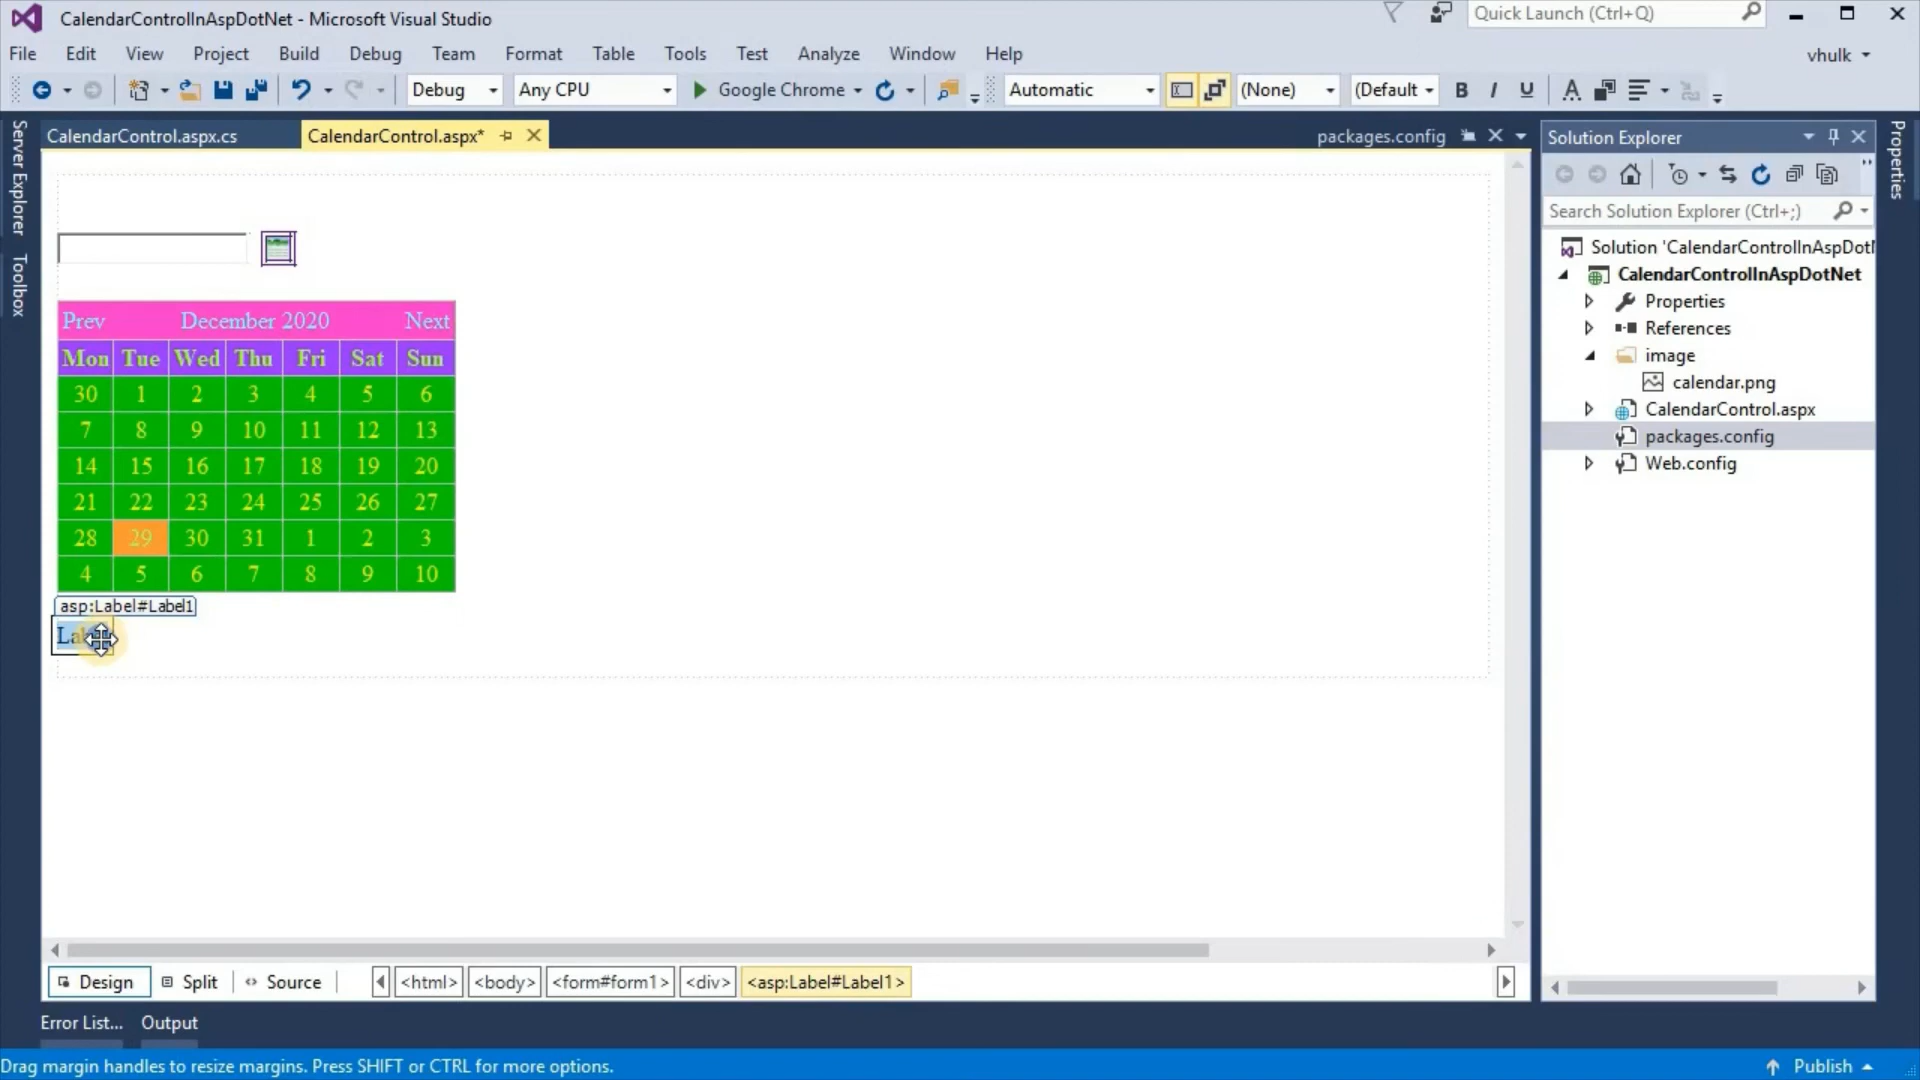 CalendarControlInAspDotNet - Microsoft Visual Studio
Quick Launch (Ctrl+Q)
File Edit View Project Build Debug Team Format Table Tools Test Analyze Window Help
vhulk
Debug Any CPU Google Chrome Automatic (None) (Default B I U A
CalendarControl.aspx.cs CalendarControl.aspx* packages.config
Server Explorer
Toolbox
Prev December 2020 Next
Mon Tue Wed Thu Fri Sat Sun
30 1 2 3 4 5 6
7 8 9 10 11 12 13
14 15 16 17 18 19 20
21 22 23 24 25 26 27
28 29 30 31 1 2 3
4 5 6 7 8 9 10
asp:Label#Label1
Solution Explorer
Search Solution Explorer (Ctrl+;)
Solution 'CalendarControlInAspDotN
CalendarControlInAspDotNet
Properties
References
image
calendar.png
CalendarControl.aspx
packages.config
Web.config
Properties
Design Split Source <html> <body> <form#form1> <div> <asp:Label#Label1>
Error List... Output
Drag margin handles to resize margins. Press SHIFT or CTRL for more options.
Publish